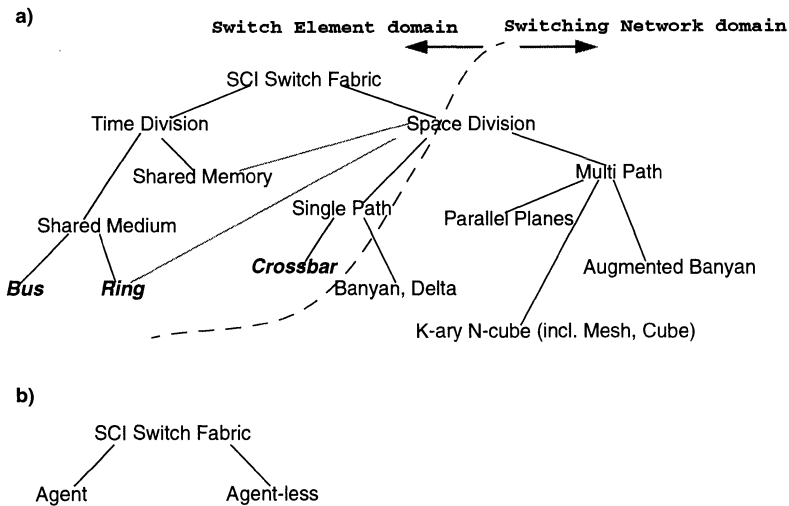 a)
Switch Element domain
Switching Network domain
SCI Switch Fabric
Time Division
Space Division
Shared Memory
Multi Path
Single Path
Parallel Planes
Shared Medium
Crossbar
Augmented Banyan
Bus
Ring
Banyan, Delta
K-ary N-cube (incl. Mesh, Cube)
b)
SCI Switch Fabric
Agent
Agent-less